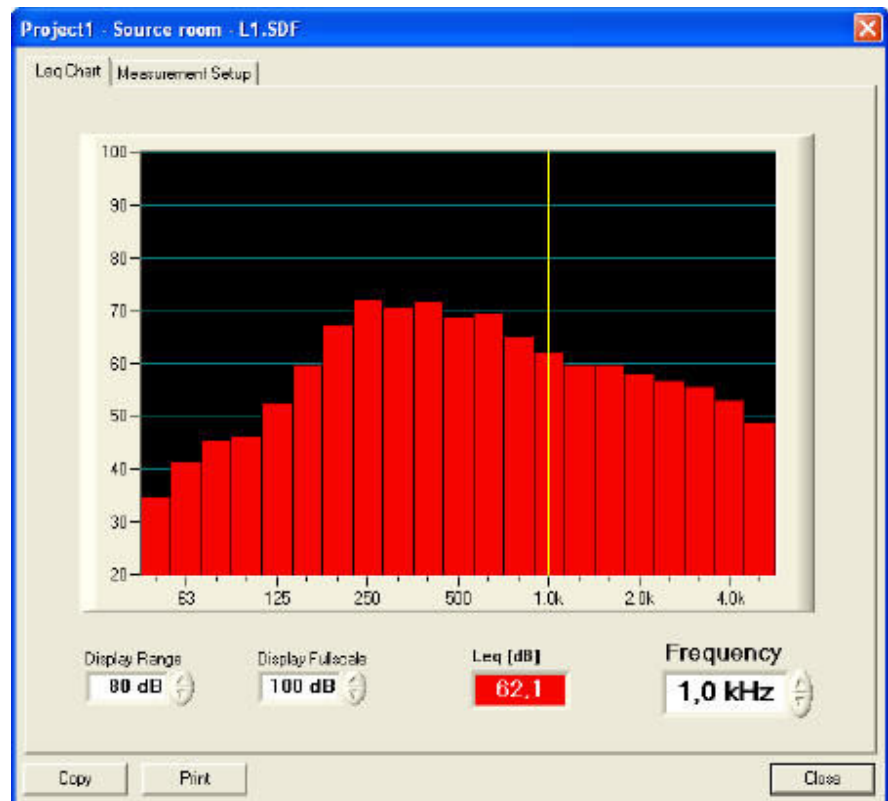 Project1 - Source room - L1.SDF
Leq Chart Measurement Setup
100
90
80
70
60
50
40
30
20
63 125 250 500 1.0k 2.0k 4.0k
Display Range Display Fullscale Leq [dB] Frequency
80 dB 100 dB 62,1 1,0 kHz
Copy Print Close